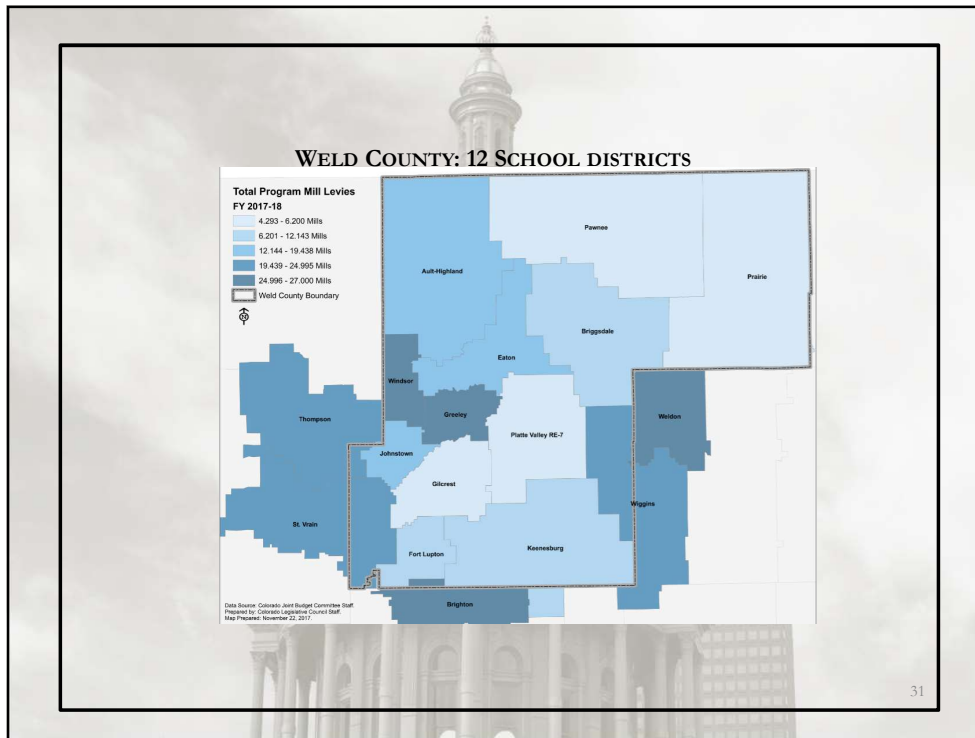 WELD COUNTY: 12 SCHOOL DISTRICTS
Total Program Mill Levies
FY 2017-18
4.293 - 6.200 Mills
6.201 - 12.143 Mills
12.144 - 19.438 Mills
19.439 - 24.995 Mills
24.996 - 27.000 Mills
Weld County Boundary
N
Pawnee
Ault-Highland
Prairie
Briggsdale
Eaton
Windsor
Greeley
Weldon
Thompson
Platte Valley RE-7
Johnstown
Gilcrest
Wiggins
St. Vrain
Fort Lupton
Keenesburg
Brighton
Data Source: Colorado Joint Budget Committee Staff.
Prepared by: Colorado Legislative Council Staff.
Map Prepared: November 22, 2017.
31